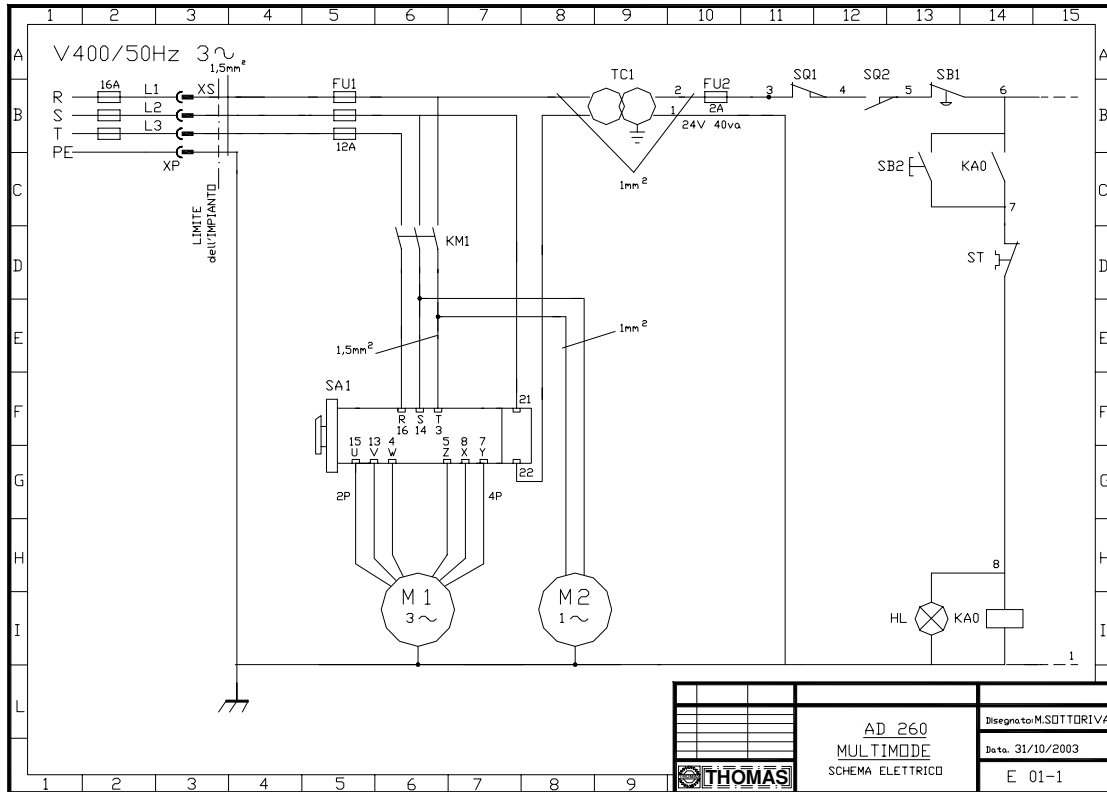 1 2 3 4 5 6 7 8 9 10 11 12 13 14 15
A A
V400/50Hz 3~
1,5mm²
16A L1 XS FU1 TC1 2 FU2 3 SQ1 4 SQ2 5 SB1 6
R
B B
S L2
T L3
1 2A
24V 40va
PE
12A
XP
1mm²
SB2 KA0
C C
7
LIMITE
dell'IMPIANTO
KM1
ST
D D
1mm²
1,5mm²
E E
SA1
21
F F
R S T
16 14 3
15 13 4 5 8 7
U V W Z X Y
22
G G
2P 4P
H H
8
M1
3~
M2
1~
HL KA0
I I
1
L
AD 260
MULTIMODE
SCHEMA ELETTRICO
Disegnato:M.SOTTORIVA
Data. 31/10/2003
E 01-1
THOMAS
1 2 3 4 5 6 7 8 9